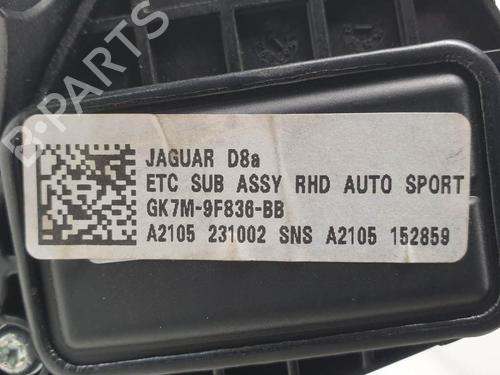 B-PARTS
JAGUAR D8a
ETC SUB ASSY RHD AUTO SPORT
GK7M-9F836-BB
A2105 231002 SNS A2105 152859